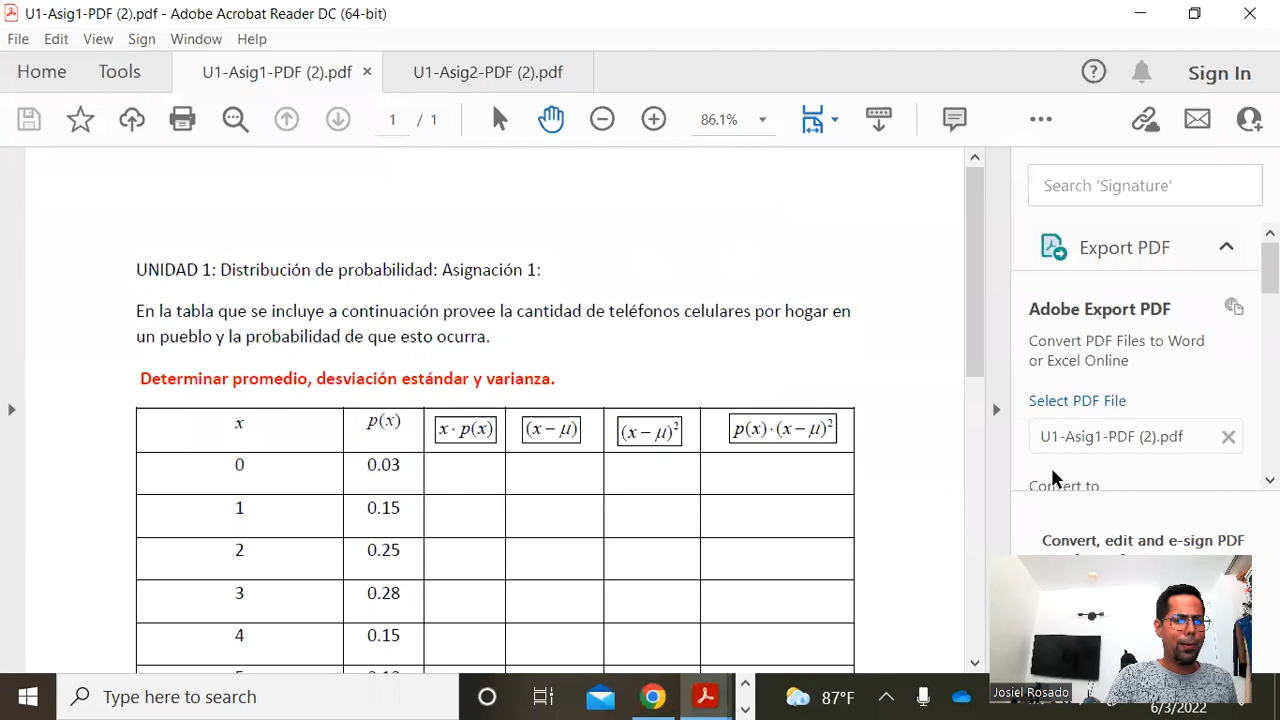 U1-Asig1-PDF (2).pdf - Adobe Acrobat Reader DC (64-bit)
File Edit View Sign Window Help
Home Tools U1-Asig1-PDF (2).pdf × U1-Asig2-PDF (2).pdf Sign In
1 / 1 86.1%
Search 'Signature'
Export PDF
Adobe Export PDF
Convert PDF Files to Word
or Excel Online
Select PDF File
U1-Asig1-PDF (2).pdf
Convert to
Convert, edit and e-sign PDF
UNIDAD 1: Distribución de probabilidad: Asignación 1:
En la tabla que se incluye a continuación provee la cantidad de teléfonos celulares por hogar en
un pueblo y la probabilidad de que esto ocurra.
Determinar promedio, desviación estándar y varianza.
x p(x) x · p(x) (x − μ) (x − μ)² p(x) · (x − μ)²
0 0.03
1 0.15
2 0.25
3 0.28
4 0.15
Josiel Rosado
Type here to search
87°F
6/3/2022